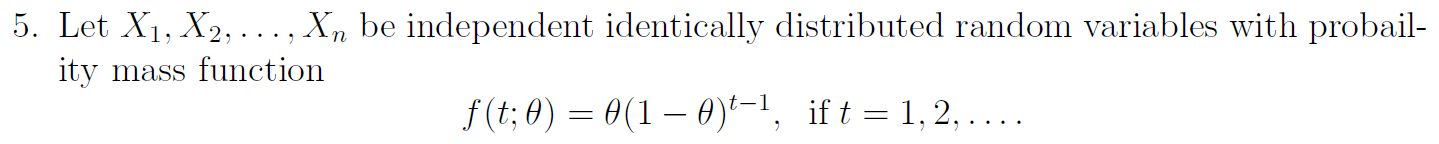 5. Let X₁, X₂, . . . , Xₙ be independent identically distributed random variables with probail-
ity mass function
f(t; θ) = θ(1 − θ)ᵗ⁻¹, if t = 1, 2, . . . .